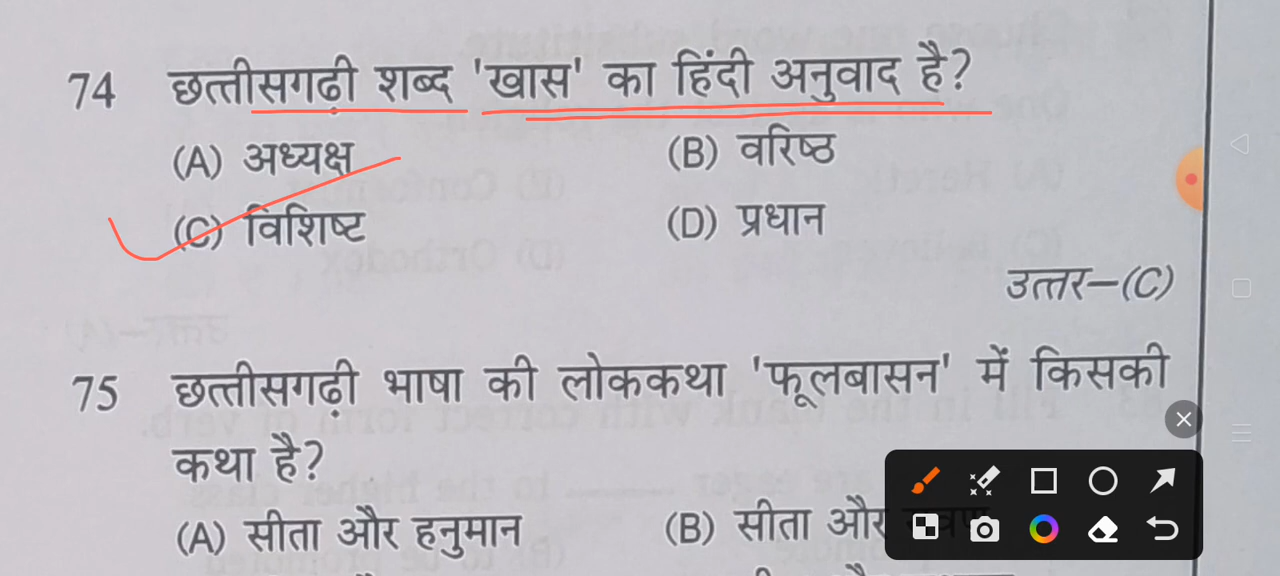 74 छत्तीसगढ़ी शब्द 'खास' का हिंदी अनुवाद है?
(A) अध्यक्ष (B) वरिष्ठ
(C) विशिष्ट (D) प्रधान
उत्तर–(C)
75 छत्तीसगढ़ी भाषा की लोककथा 'फूलबासन' में किसकी
कथा है?
(A) सीता और हनुमान (B) सीता और